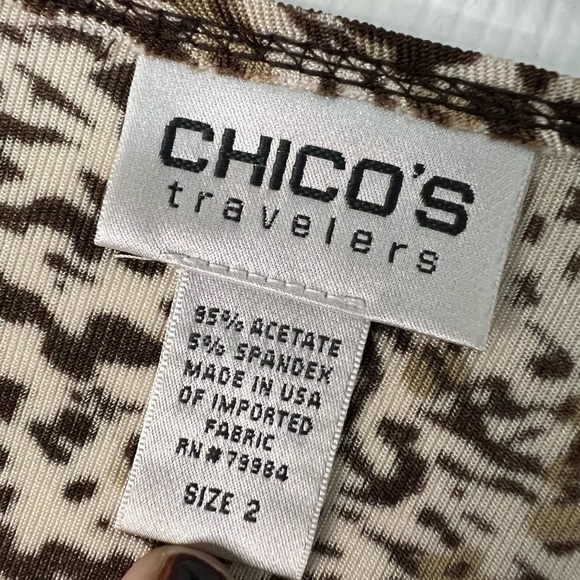 CHICO'S
travelers
95% ACETATE
5% SPANDEX
MADE IN USA
OF IMPORTED
FABRIC
RN#79984
SIZE 2